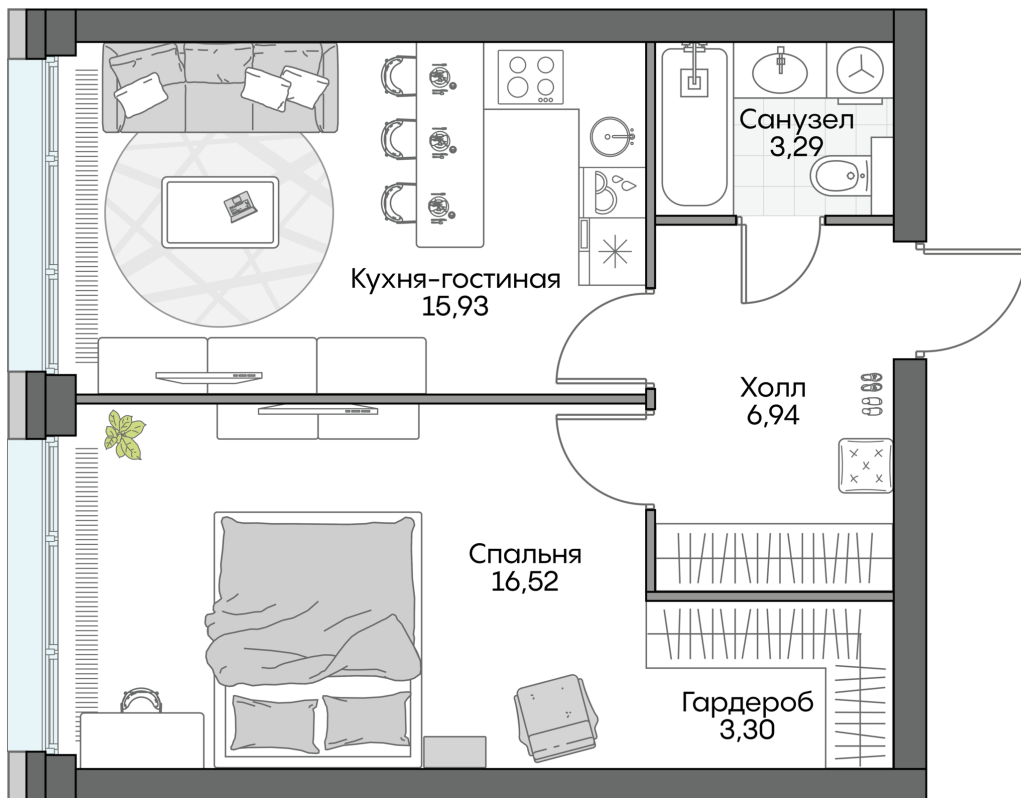 Санузел
3,29
Кухня-гостиная
15,93
Холл
6,94
Спальня
16,52
Гардероб
3,30